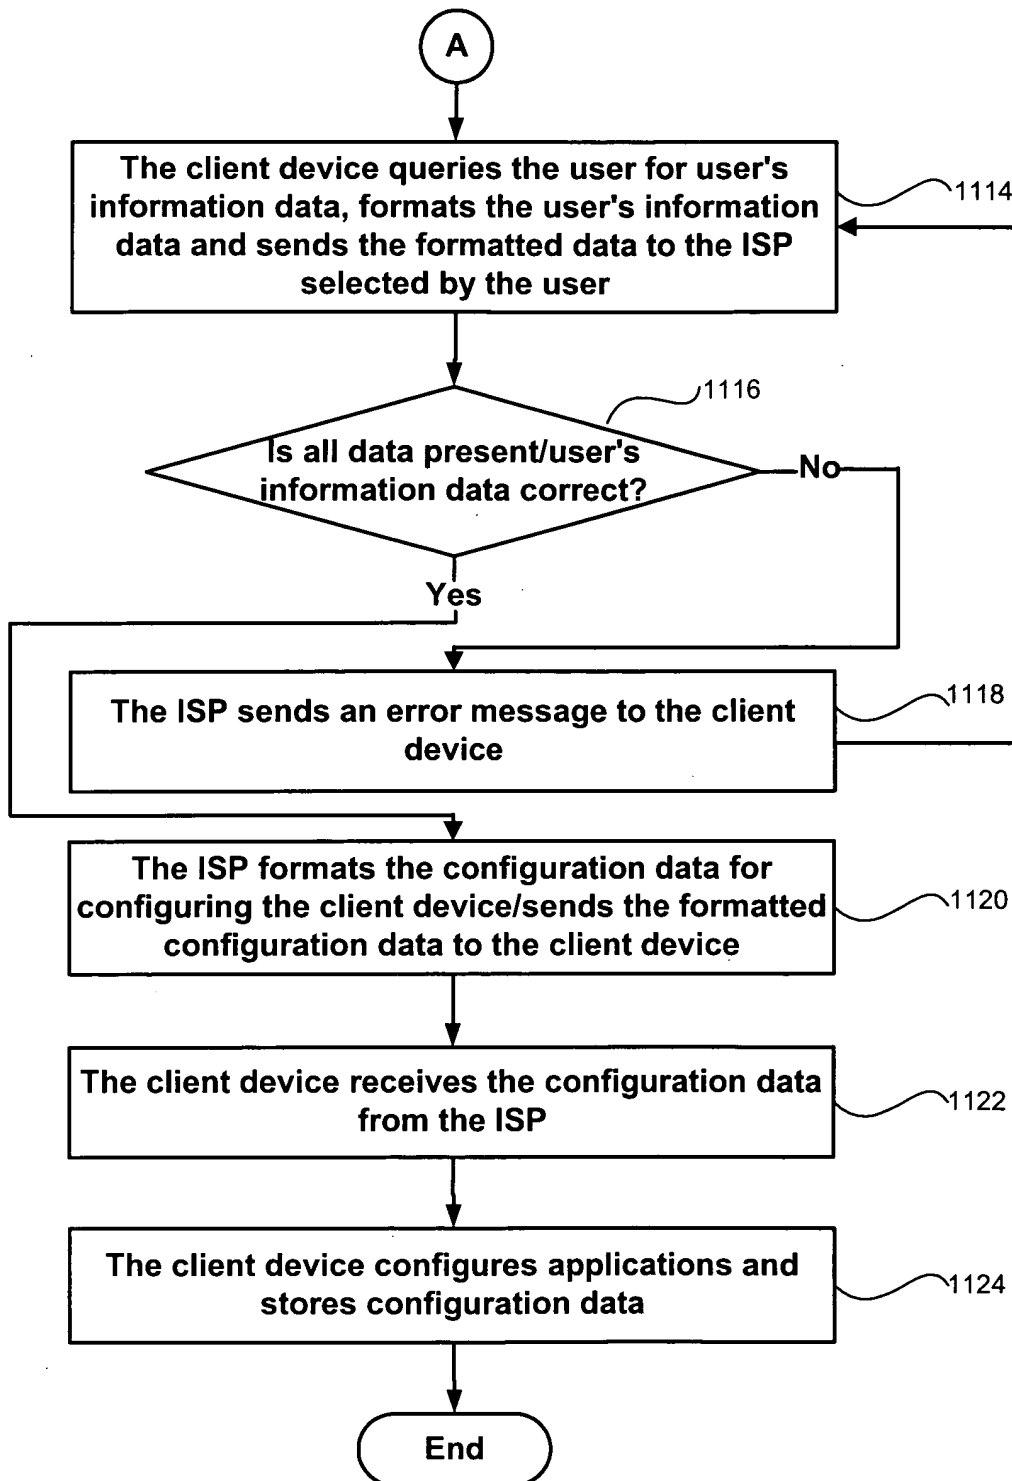 A
The client device queries the user for user's
information data, formats the user's information
data and sends the formatted data to the ISP
selected by the user
1114
1116
Is all data present/user's
information data correct?
No
Yes
The ISP sends an error message to the client
device
1118
The ISP formats the configuration data for
configuring the client device/sends the formatted
configuration data to the client device
1120
The client device receives the configuration data
from the ISP
1122
The client device configures applications and
stores configuration data
1124
End